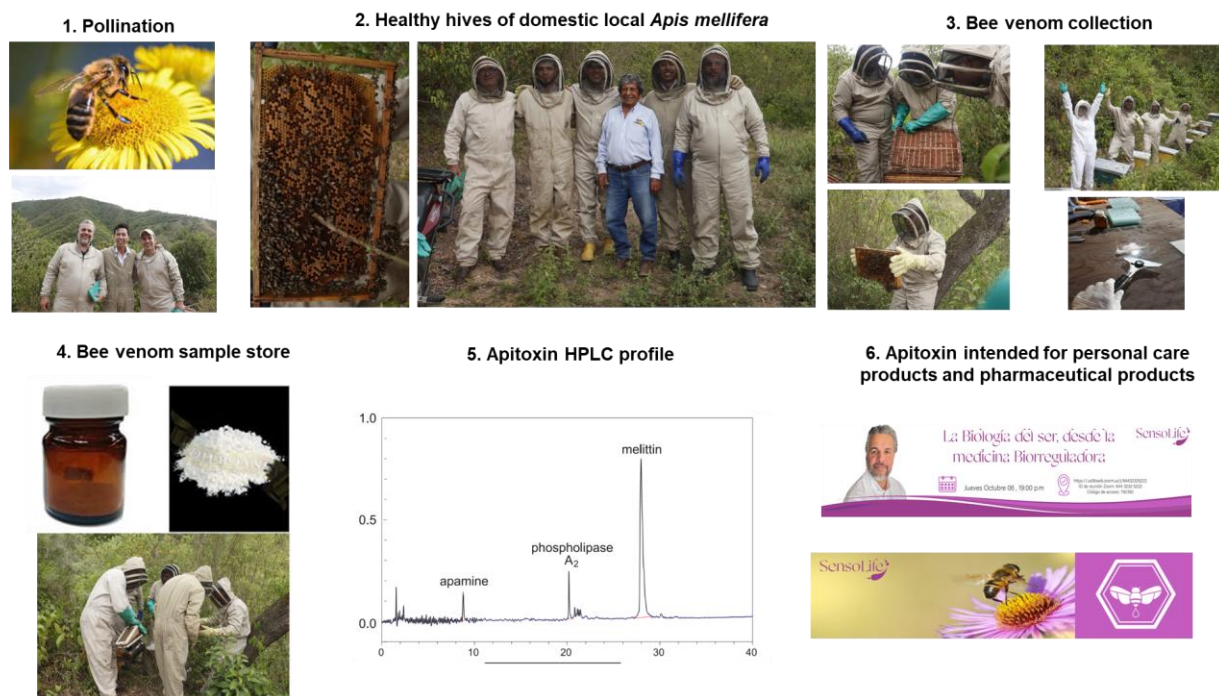 1. Pollination
2. Healthy hives of domestic local Apis mellifera
3. Bee venom collection
4. Bee venom sample store
5. Apitoxin HPLC profile
1.0
0.5
0.0
apamine
phospholipase
A2
melittin
0
10
20
30
40
6. Apitoxin intended for personal care
products and pharmaceutical products
La Biología del ser, desde la
medicina Biorreguladora
SensoLife
Jueves Octubre 06 , 19:00 p.m
SensoLife